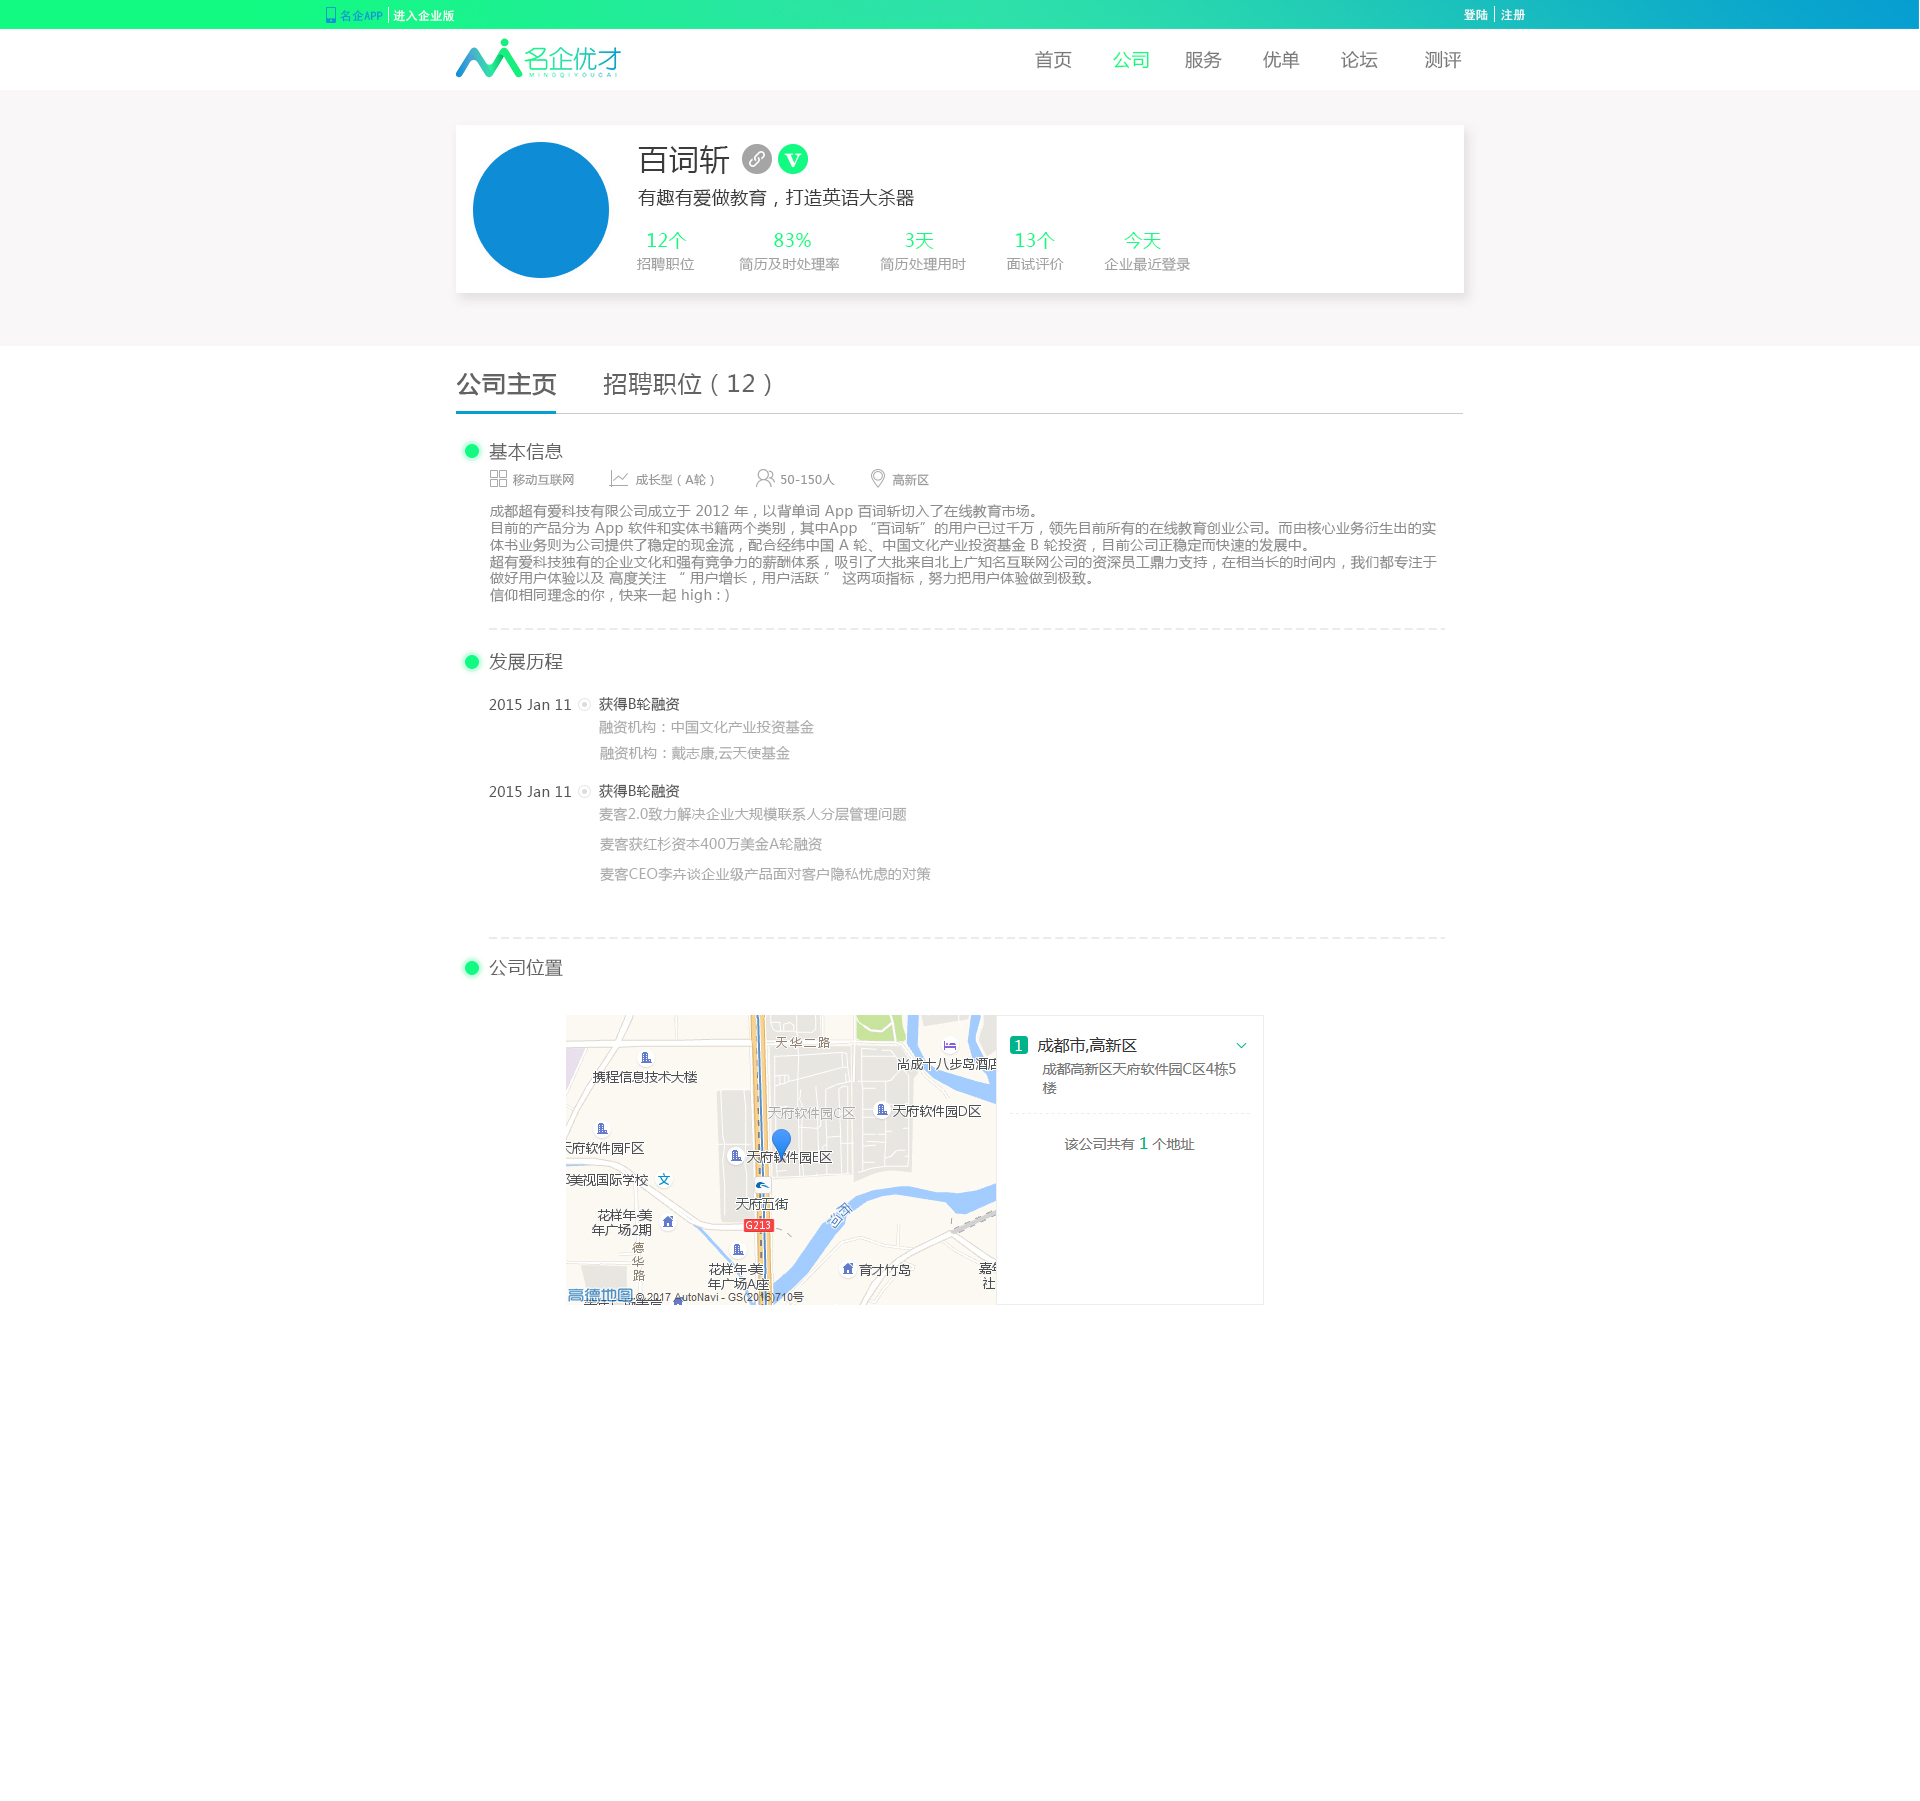 名企APP 进入企业版
登陆 注册
名企优才
MINGQIYOUCAI
首页 公司 服务 优单 论坛 测评
百词斩 V
有趣有爱做教育，打造英语大杀器
12个 83% 3天 13个 今天
招聘职位 简历及时处理率 简历处理用时 面试评价 企业最近登录
公司主页 招聘职位（12）
基本信息
移动互联网 成长型（A轮） 50-150人 高新区
成都超有爱科技有限公司成立于 2012 年，以背单词 App 百词斩切入了在线教育市场。
目前的产品分为 App 软件和实体书籍两个类别，其中App “百词斩”的用户已过千万，领先目前所有的在线教育创业公司。而由核心业务衍生出的实
体书业务则为公司提供了稳定的现金流，配合经纬中国 A 轮、中国文化产业投资基金 B 轮投资，目前公司正稳定而快速的发展中。
超有爱科技独有的企业文化和强有竞争力的薪酬体系，吸引了大批来自北上广知名互联网公司的资深员工鼎力支持，在相当长的时间内，我们都专注于
做好用户体验以及 高度关注 “ 用户增长，用户活跃 ” 这两项指标，努力把用户体验做到极致。
信仰相同理念的你，快来一起 high : )
发展历程
2015 Jan 11 获得B轮融资
融资机构：中国文化产业投资基金
融资机构：戴志康,云天使基金
2015 Jan 11 获得B轮融资
麦客2.0致力解决企业大规模联系人分层管理问题
麦客获红杉资本400万美金A轮融资
麦客CEO李卉谈企业级产品面对客户隐私忧虑的对策
公司位置
天华二路
尚成十八步岛酒店
携程信息技术大楼
天府软件园C区
天府软件园D区
天府软件园F区
天府软件园E区
美视国际学校 文
天府五街
花样年·美
年广场2期
G213
市河
德华路
花样年·美
年广场A座
育才竹岛
嘉年
社
高德地图 © 2017 AutoNavi - GS(2016)710号
1 成都市,高新区
成都高新区天府软件园C区4栋5
楼
该公司共有 1 个地址